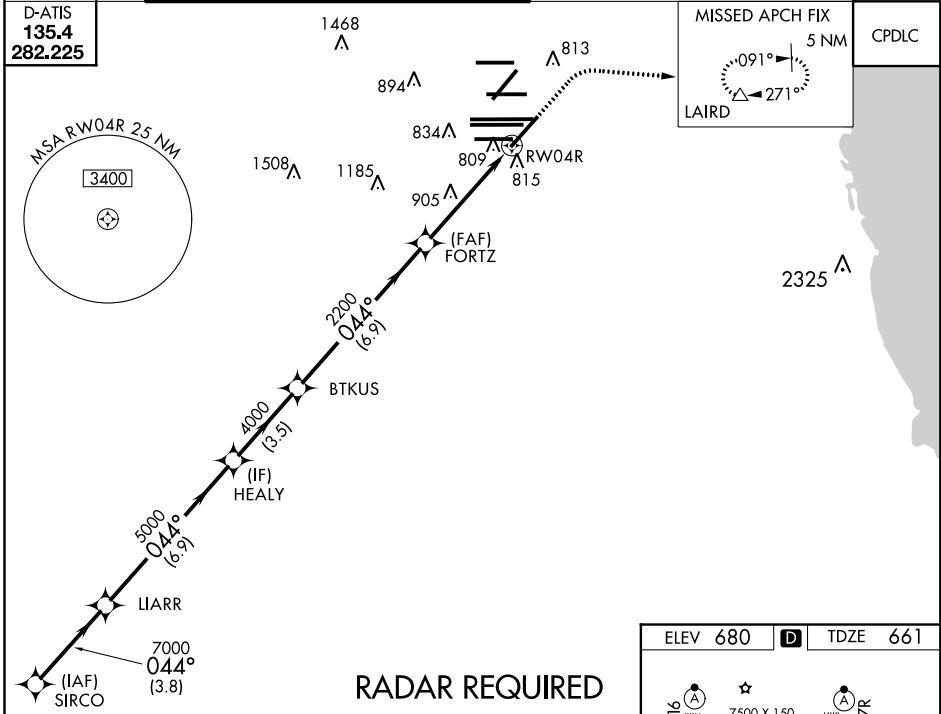 D-ATIS
135.4
282.225
1468
813
894
MISSED APCH FIX
5 NM
091°
271°
LAIRD
CPDLC
MSA RW04R 25 NM
3400
834
809
RW04R
815
1508
1185
905
(FAF)
FORTZ
2325
2200
044°
(6.9)
BTKUS
4000
(3.5)
(IF)
HEALY
5000
044°
(6.9)
LIARR
7000
044°
(3.8)
(IAF)
SIRCO
RADAR REQUIRED
ELEV 680 D TDZE 661
16
A
7500 X 150
A